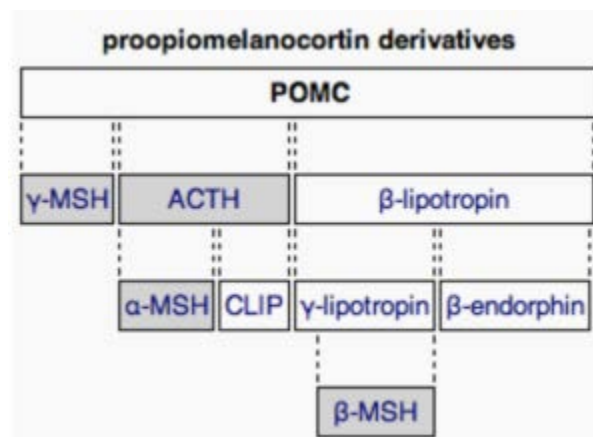 proopiomelanocortin derivatives
POMC
γ-MSH ACTH β-lipotropin
α-MSH CLIP γ-lipotropin β-endorphin
β-MSH